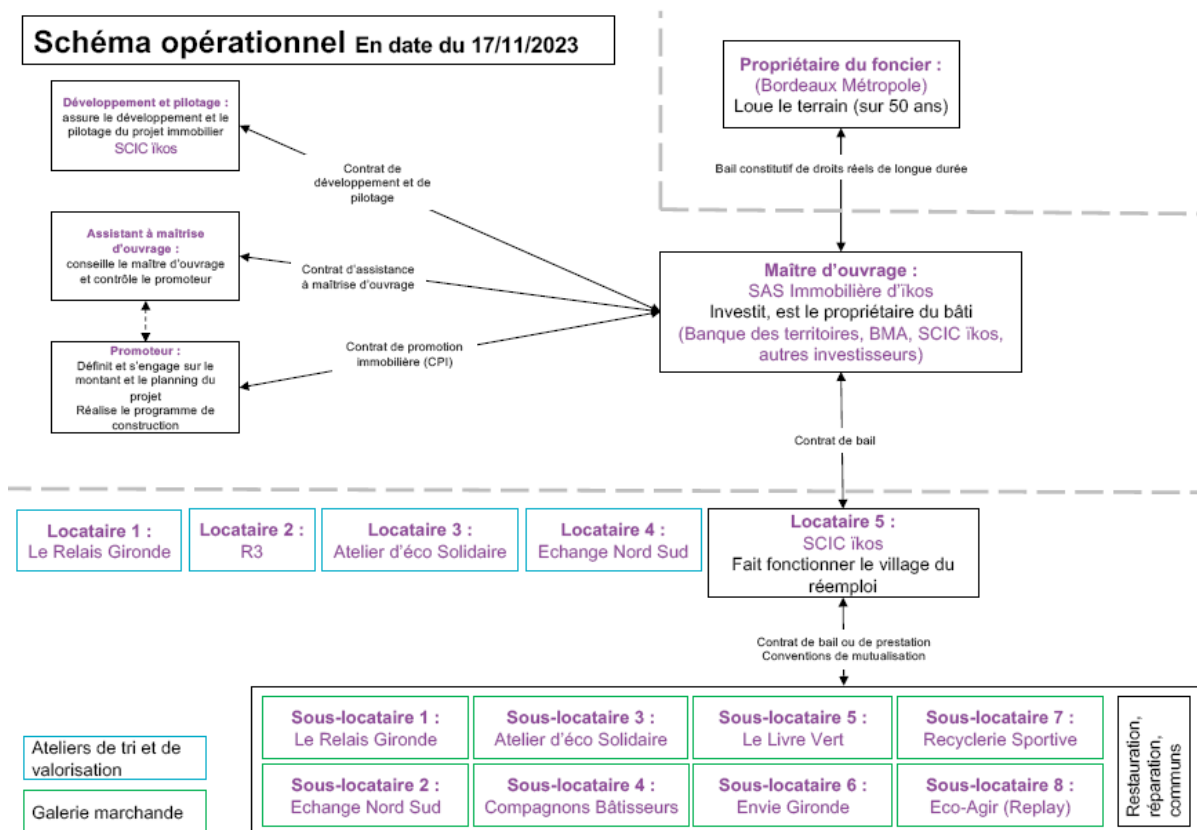 Schéma opérationnel En date du 17/11/2023
Propriétaire du foncier :
(Bordeaux Métropole)
Loue le terrain (sur 50 ans)
Bail constitutif de droits réels de longue durée
Développement et pilotage :
assure le développement et le
pilotage du projet immobilier
SCIC ïkos
Contrat de
développement et de
pilotage
Assistant à maîtrise
d'ouvrage :
conseille le maître d'ouvrage
et contrôle le promoteur
Contrat d'assistance
à maîtrise d'ouvrage
Maître d'ouvrage :
SAS Immobilière d'ïkos
Investit, est le propriétaire du bâti
(Banque des territoires, BMA, SCIC ïkos,
autres investisseurs)
Promoteur :
Définit et s'engage sur le
montant et le planning du
projet
Réalise le programme de
construction
Contrat de promotion
immobilière (CPI)
Contrat de bail
Locataire 1 :
Le Relais Gironde
Locataire 2 :
R3
Locataire 3 :
Atelier d'éco Solidaire
Locataire 4 :
Echange Nord Sud
Locataire 5 :
SCIC ïkos
Fait fonctionner le village du
réemploi
Contrat de bail ou de prestation
Conventions de mutualisation
Sous-locataire 1 :
Le Relais Gironde
Sous-locataire 3 :
Atelier d'éco Solidaire
Sous-locataire 5 :
Le Livre Vert
Sous-locataire 7 :
Recyclerie Sportive
Sous-locataire 2 :
Echange Nord Sud
Sous-locataire 4 :
Compagnons Bâtisseurs
Sous-locataire 6 :
Envie Gironde
Sous-locataire 8 :
Eco-Agir (Replay)
Restauration,
réparation,
communs
Ateliers de tri et de
valorisation
Galerie marchande